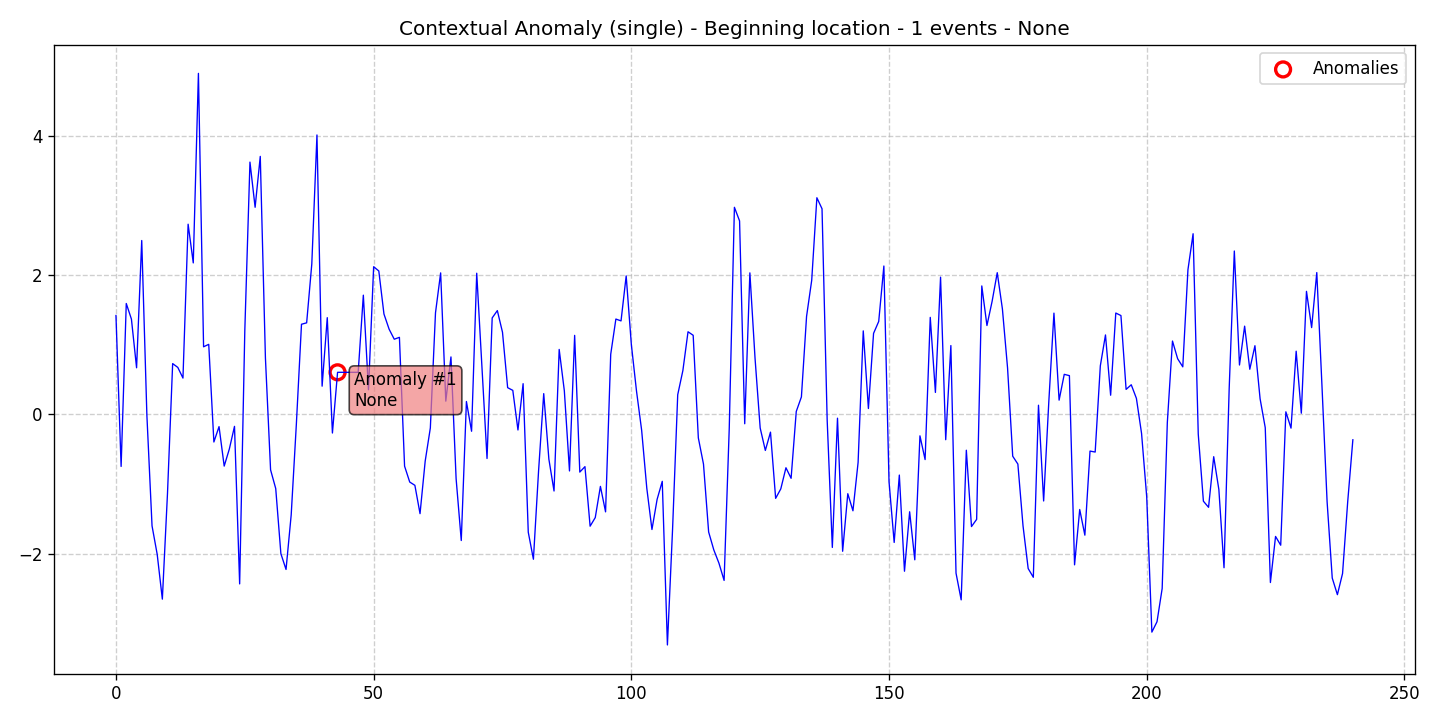 Contextual Anomaly (single) - Beginning location - 1 events - None
Anomalies
Anomaly #1
None
4
2
0
−2
0
50
100
150
200
250